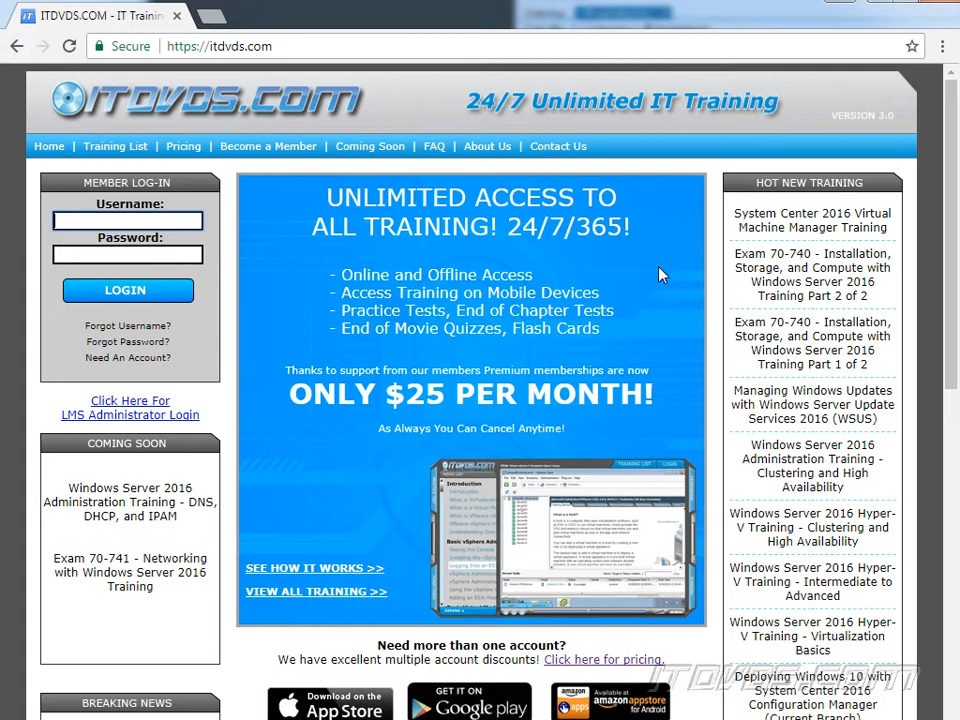 ITDVDS.COM - IT Trainin
Secure
https://itdvds.com
ITDVDS.COM
24/7 Unlimited IT Training
VERSION 3.0
Home | Training List | Pricing | Become a Member | Coming Soon | FAQ | About Us | Contact Us
MEMBER LOG-IN
Username:
Password:
LOGIN
Forgot Username?
Forgot Password?
Need An Account?
Click Here For
LMS Administrator Login
COMING SOON
Windows Server 2016
Administration Training - DNS,
DHCP, and IPAM
Exam 70-741 - Networking
with Windows Server 2016
Training
BREAKING NEWS
UNLIMITED ACCESS TO
ALL TRAINING! 24/7/365!
- Online and Offline Access
- Access Training on Mobile Devices
- Practice Tests, End of Chapter Tests
- End of Movie Quizzes, Flash Cards
Thanks to support from our members Premium memberships are now
ONLY $25 PER MONTH!
As Always You Can Cancel Anytime!
ITDVDS.COM
TRAINING LIST
LOGIN
Introduction
SEE HOW IT WORKS >>
VIEW ALL TRAINING >>
Need more than one account?
We have excellent multiple account discounts! Click here for pricing.
Download on the
App Store
GET IT ON
Google play
amazon
apps
Available at
amazon appstore
for Android
HOT NEW TRAINING
System Center 2016 Virtual
Machine Manager Training
Exam 70-740 - Installation,
Storage, and Compute with
Windows Server 2016
Training Part 2 of 2
Exam 70-740 - Installation,
Storage, and Compute with
Windows Server 2016
Training Part 1 of 2
Managing Windows Updates
with Windows Server Update
Services 2016 (WSUS)
Windows Server 2016
Administration Training -
Clustering and High
Availability
Windows Server 2016 Hyper-
V Training - Clustering and
High Availability
Windows Server 2016 Hyper-
V Training - Intermediate to
Advanced
Windows Server 2016 Hyper-
V Training - Virtualization
Basics
Deploying Windows 10 with
System Center 2016
Configuration Manager
(Current Branch)
ITDVDS.COM